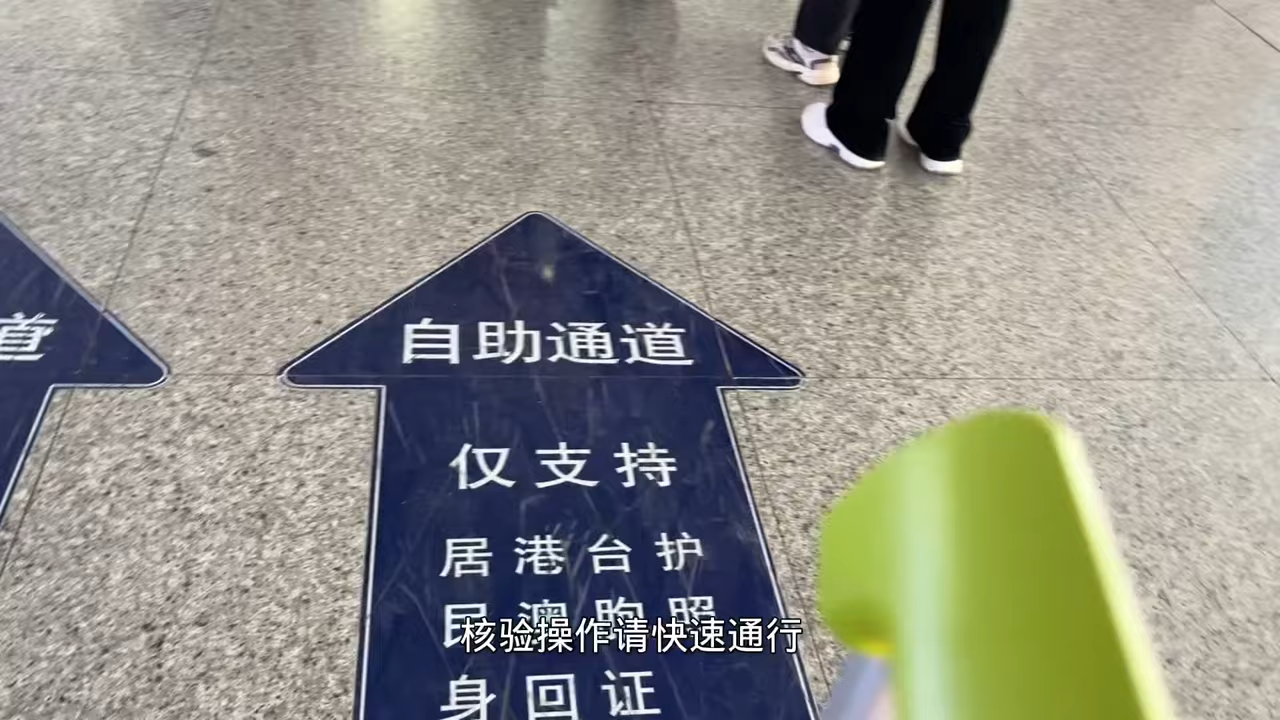 道
自助通道
仅支持
居 港 台 护
民 澳 胞 照
身 回 证
核验操作请快速通行